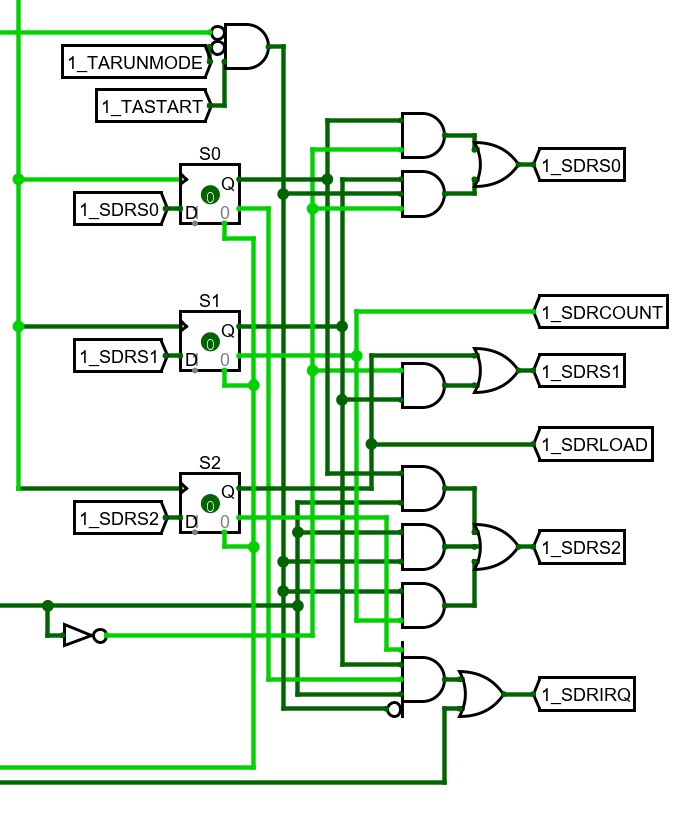 1_TARUNMODE
1_TASTART
S0
Q
0
D
0
1_SDRS0
1_SDRS0
S1
Q
0
D
0
1_SDRS1
1_SDRCOUNT
1_SDRS1
1_SDRLOAD
S2
Q
0
D
0
1_SDRS2
1_SDRS2
1_SDRIRQ